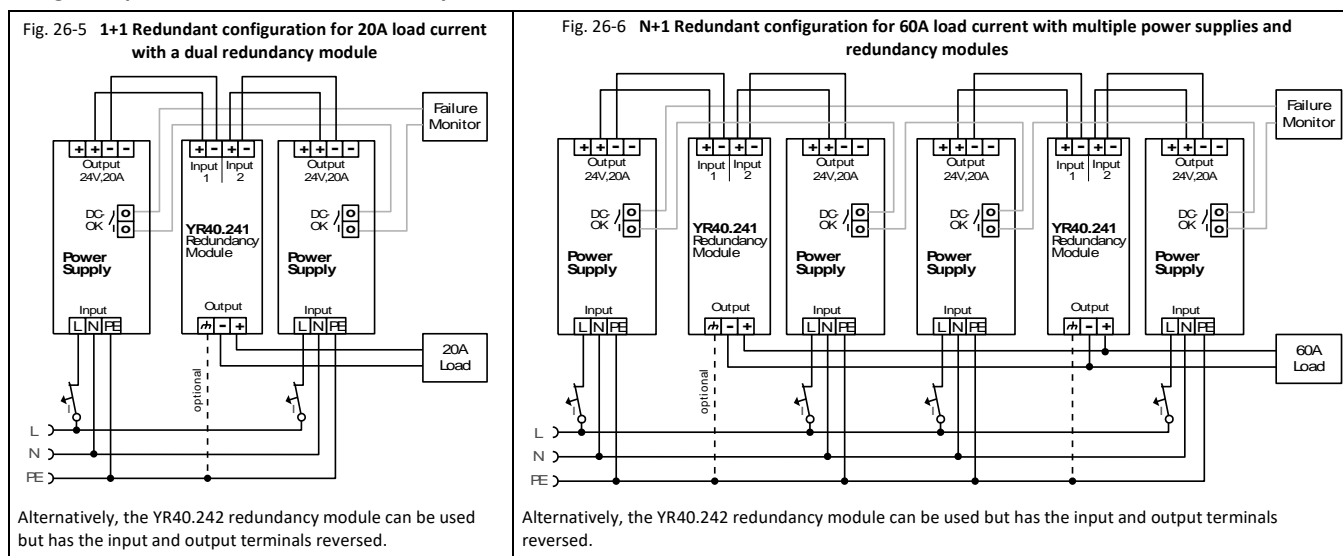 Fig. 26-5 1+1 Redundant configuration for 20A load current
with a dual redundancy module
Failure
Monitor
+ + - -
Output
24V,20A
DC-
OK
Power
Supply
Input
L N PE
+ - + -
Input
1
Input
2
YR40.241
Redundancy
Module
Output
- +
+ + - -
Output
24V,20A
DC-
OK
Power
Supply
Input
L N PE
20A
Load
optional
I
I
L
N
PE
Alternatively, the YR40.242 redundancy module can be used
but has the input and output terminals reversed.
Fig. 26-6 N+1 Redundant configuration for 60A load current with multiple power supplies and
redundancy modules
Failure
Monitor
+ + - -
Output
24V,20A
DC-
OK
Power
Supply
Input
L N PE
+ - + -
Input
1
Input
2
YR40.241
Redundancy
Module
Output
- +
+ + - -
Output
24V,20A
DC-
OK
Power
Supply
Input
L N PE
+ + - -
Output
24V,20A
DC-
OK
Power
Supply
Input
L N PE
+ - + -
Input
1
Input
2
YR40.241
Redundancy
Module
Output
- +
+ + - -
Output
24V,20A
DC-
OK
Power
Supply
Input
L N PE
60A
Load
optional
I
I
I
I
L
N
PE
Alternatively, the YR40.242 redundancy module can be used but has the input and output terminals
reversed.